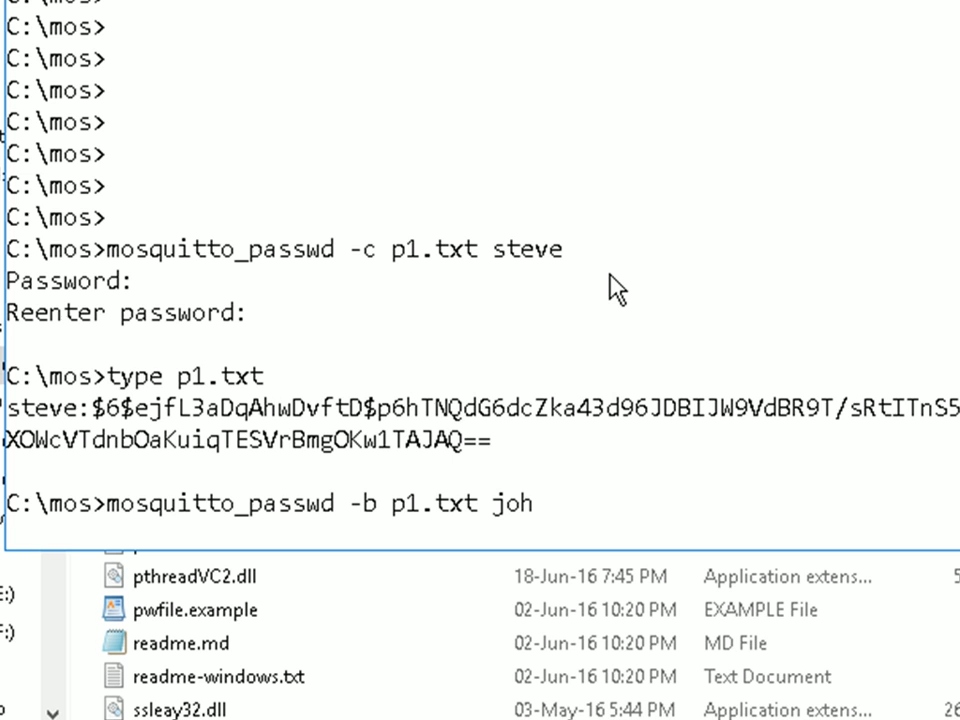 C:\mos>
C:\mos>
C:\mos>
C:\mos>
C:\mos>
C:\mos>
C:\mos>
C:\mos>mosquitto_passwd -c p1.txt steve
Password:
Reenter password:
C:\mos>type p1.txt
steve:$6$ejfL3aDqAhwDvftD$p6hTNQdG6dcZka43d96JDBIJW9VdBR9T/sRtITnS5
XOWcVTdnbOaKuiqTESVrBmgOKw1TAJAQ==
C:\mos>mosquitto_passwd -b p1.txt joh
pthreadVC2.dll 18-Jun-16 7:45 PM Application extens...
E:) pwfile.example 02-Jun-16 10:20 PM EXAMPLE File
F:) readme.md 02-Jun-16 10:20 PM MD File
readme-windows.txt 02-Jun-16 10:20 PM Text Document
ssleay32.dll 03-May-16 5:44 PM Application extens... 26